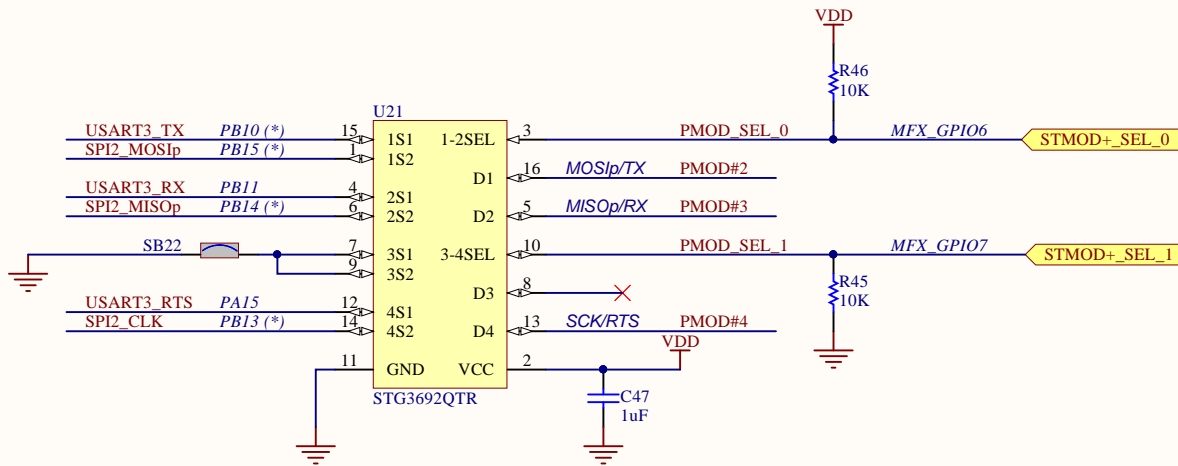 VDD
R46
10K
U21
USART3_TX PB10 (*) 15 1S1 1-2SEL 3 PMOD_SEL_0 MFX_GPIO6 STMOD+_SEL_0
SPI2_MOSIp PB15 (*) 1 1S2
D1 16 MOSIp/TX PMOD#2
USART3_RX PB11 4 2S1
SPI2_MISOp PB14 (*) 6 2S2 D2 5 MISOp/RX PMOD#3
SB22 7 3S1 3-4SEL 10 PMOD_SEL_1 MFX_GPIO7 STMOD+_SEL_1
9 3S2
D3 8
R45
10K
USART3_RTS PA15 12 4S1
SPI2_CLK PB13 (*) 14 4S2 D4 13 SCK/RTS PMOD#4
VDD
11 GND VCC 2
STG3692QTR
C47
1uF